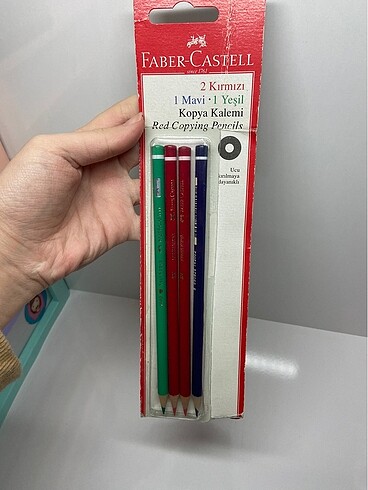 FABER-CASTELL
since 1761
2 Kırmızı
1 Mavi · 1 Yeşil
Kopya Kalemi
Red Copying Pencils
Ucu
kırılmaya
dayanıklı